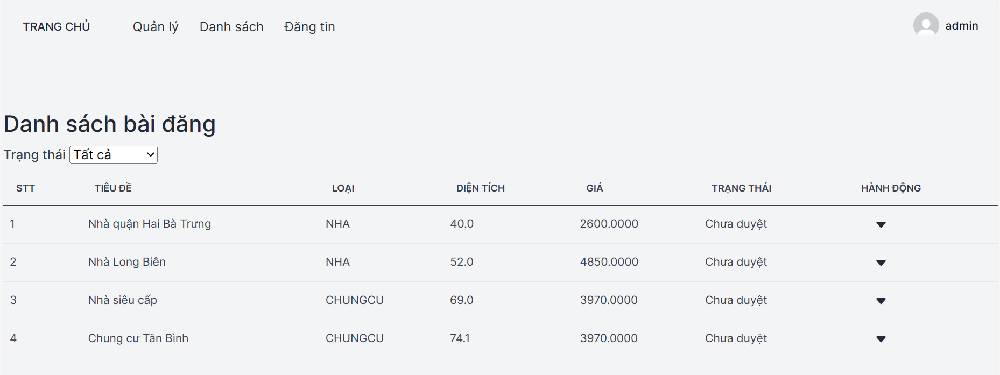 TRANG CHỦ Quản lý Danh sách Đăng tin admin
Danh sách bài đăng
Trạng thái Tất cả
STT TIÊU ĐỀ LOẠI DIỆN TÍCH GIÁ TRẠNG THÁI HÀNH ĐỘNG
1 Nhà quận Hai Bà Trưng NHA 40.0 2600.0000 Chưa duyệt
2 Nhà Long Biên NHA 52.0 4850.0000 Chưa duyệt
3 Nhà siêu cấp CHUNGCU 69.0 3970.0000 Chưa duyệt
4 Chung cư Tân Bình CHUNGCU 74.1 3970.0000 Chưa duyệt